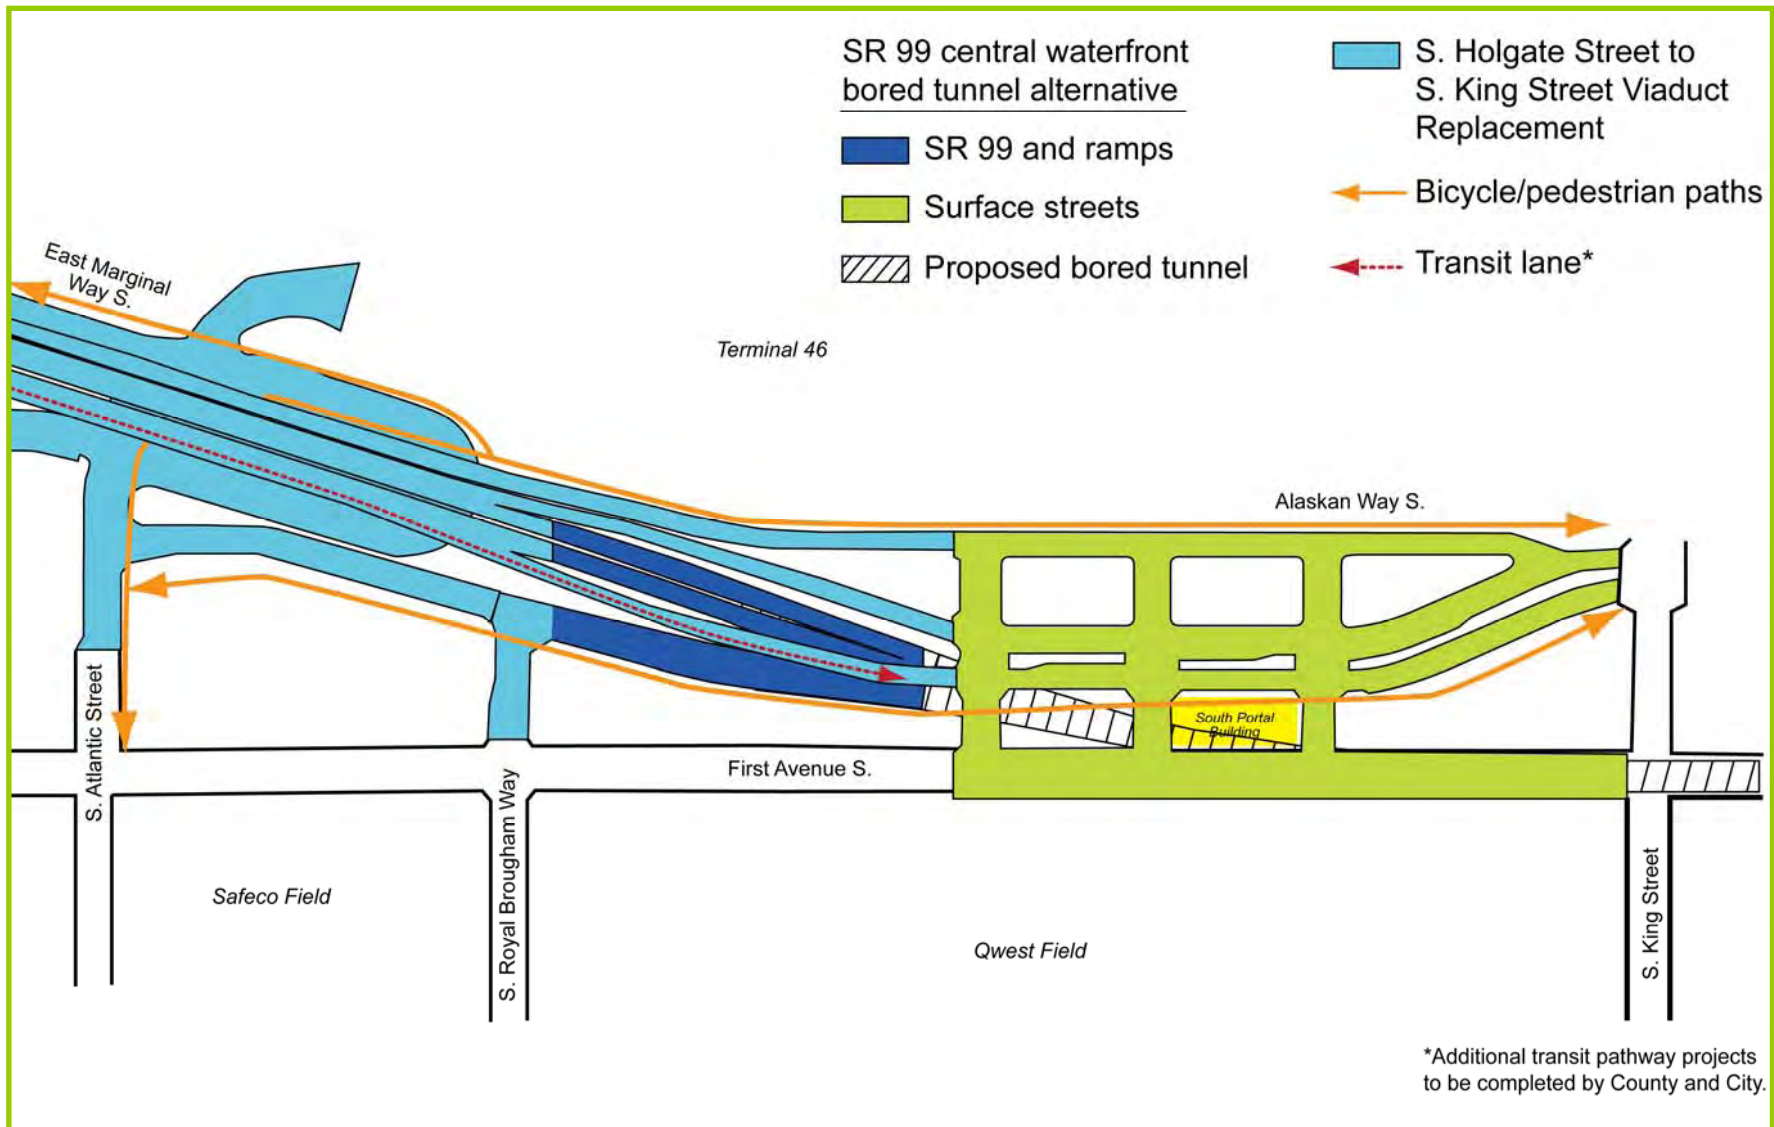 SR 99 central waterfront
bored tunnel alternative
SR 99 and ramps
Surface streets
Proposed bored tunnel
S. Holgate Street to
S. King Street Viaduct
Replacement
Bicycle/pedestrian paths
Transit lane*
East Marginal
Way S.
Terminal 46
Alaskan Way S.
South Portal
Building
First Avenue S.
S. Atlantic Street
S. Royal Brougham Way
S. King Street
Safeco Field
Qwest Field
*Additional transit pathway projects
to be completed by County and City.